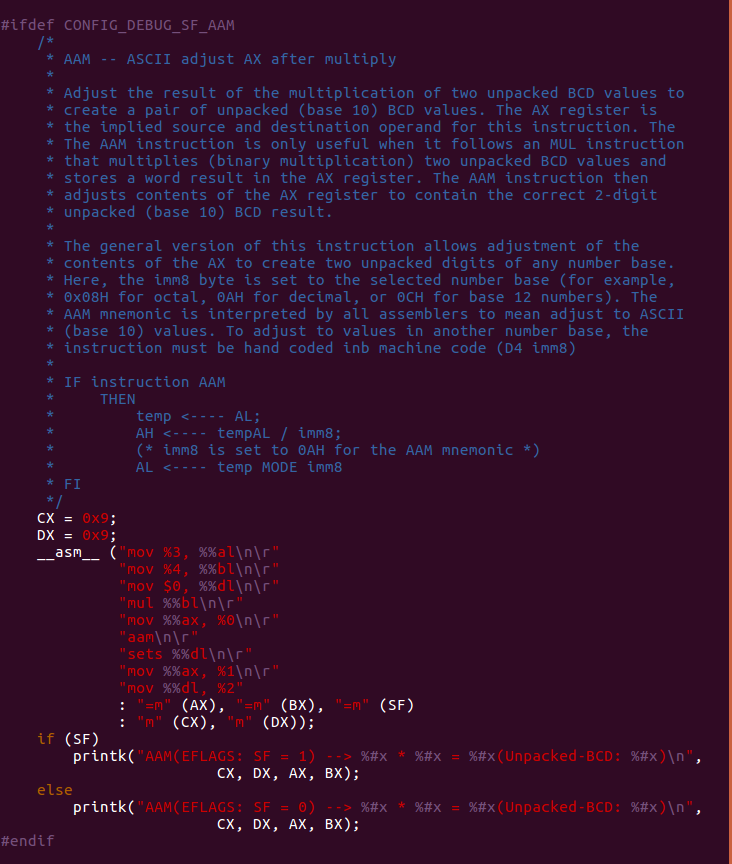 #ifdef CONFIG_DEBUG_SF_AAM
    /*
     * AAM -- ASCII adjust AX after multiply
     *
     * Adjust the result of the multiplication of two unpacked BCD values to
     * create a pair of unpacked (base 10) BCD values. The AX register is
     * the implied source and destination operand for this instruction. The
     * The AAM instruction is only useful when it follows an MUL instruction
     * that multiplies (binary multiplication) two unpacked BCD values and
     * stores a word result in the AX register. The AAM instruction then
     * adjusts contents of the AX register to contain the correct 2-digit
     * unpacked (base 10) BCD result.
     *
     * The general version of this instruction allows adjustment of the
     * contents of the AX to create two unpacked digits of any number base.
     * Here, the imm8 byte is set to the selected number base (for example,
     * 0x08H for octal, 0AH for decimal, or 0CH for base 12 numbers). The
     * AAM mnemonic is interpreted by all assemblers to mean adjust to ASCII
     * (base 10) values. To adjust to values in another number base, the
     * instruction must be hand coded inb machine code (D4 imm8)
     *
     * IF instruction AAM
     *     THEN
     *         temp <---- AL;
     *         AH <---- tempAL / imm8;
     *         (* imm8 is set to 0AH for the AAM mnemonic *)
     *         AL <---- temp MODE imm8
     * FI
     */
    CX = 0x9;
    DX = 0x9;
    __asm__ ("mov %3, %%al\n\r"
             "mov %4, %%bl\n\r"
             "mov $0, %%dl\n\r"
             "mul %%bl\n\r"
             "mov %%ax, %0\n\r"
             "aam\n\r"
             "sets %%dl\n\r"
             "mov %%ax, %1\n\r"
             "mov %%dl, %2"
             : "=m" (AX), "=m" (BX), "=m" (SF)
             : "m" (CX), "m" (DX));
    if (SF)
        printk("AAM(EFLAGS: SF = 1) --> %#x * %#x = %#x(Unpacked-BCD: %#x)\n",
                        CX, DX, AX, BX);
    else
        printk("AAM(EFLAGS: SF = 0) --> %#x * %#x = %#x(Unpacked-BCD: %#x)\n",
                        CX, DX, AX, BX);
#endif